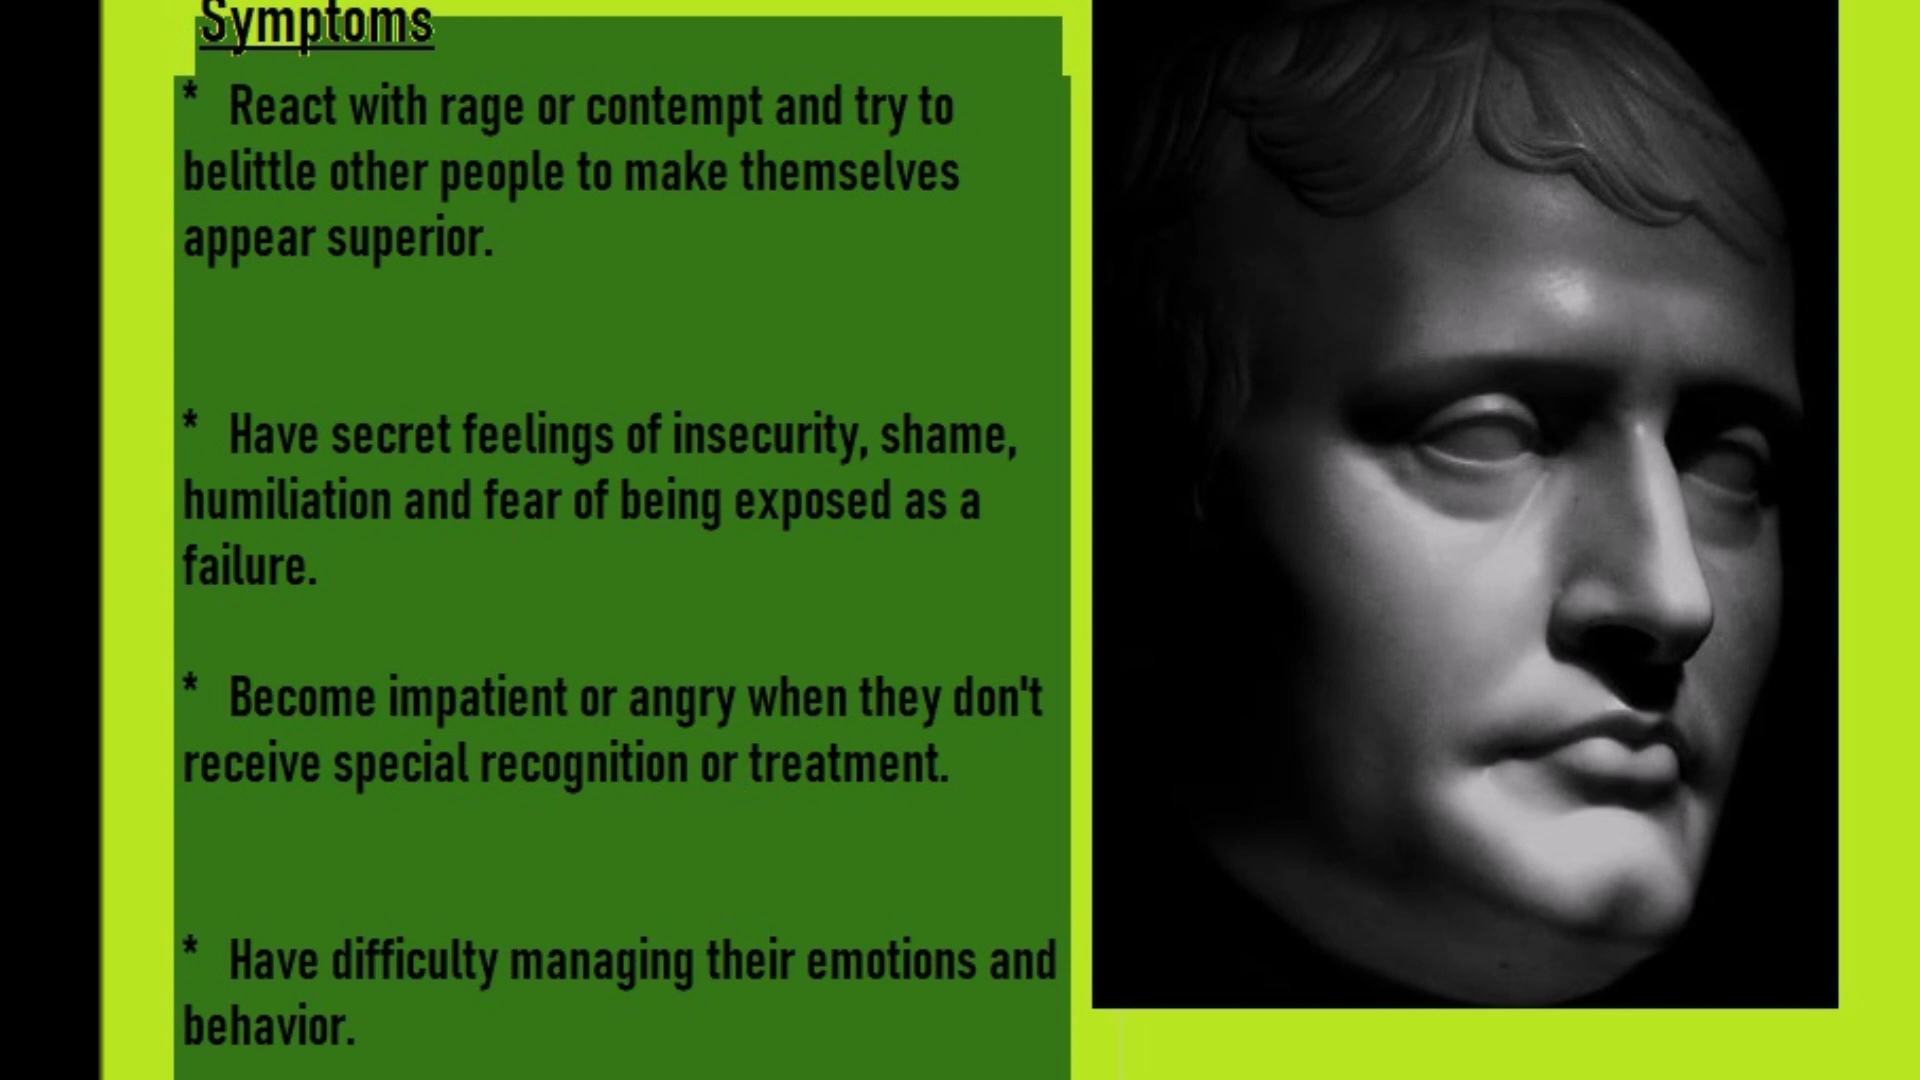 Symptoms
* React with rage or contempt and try to
belittle other people to make themselves
appear superior.
* Have secret feelings of insecurity, shame,
humiliation and fear of being exposed as a
failure.
* Become impatient or angry when they don't
receive special recognition or treatment.
* Have difficulty managing their emotions and
behavior.